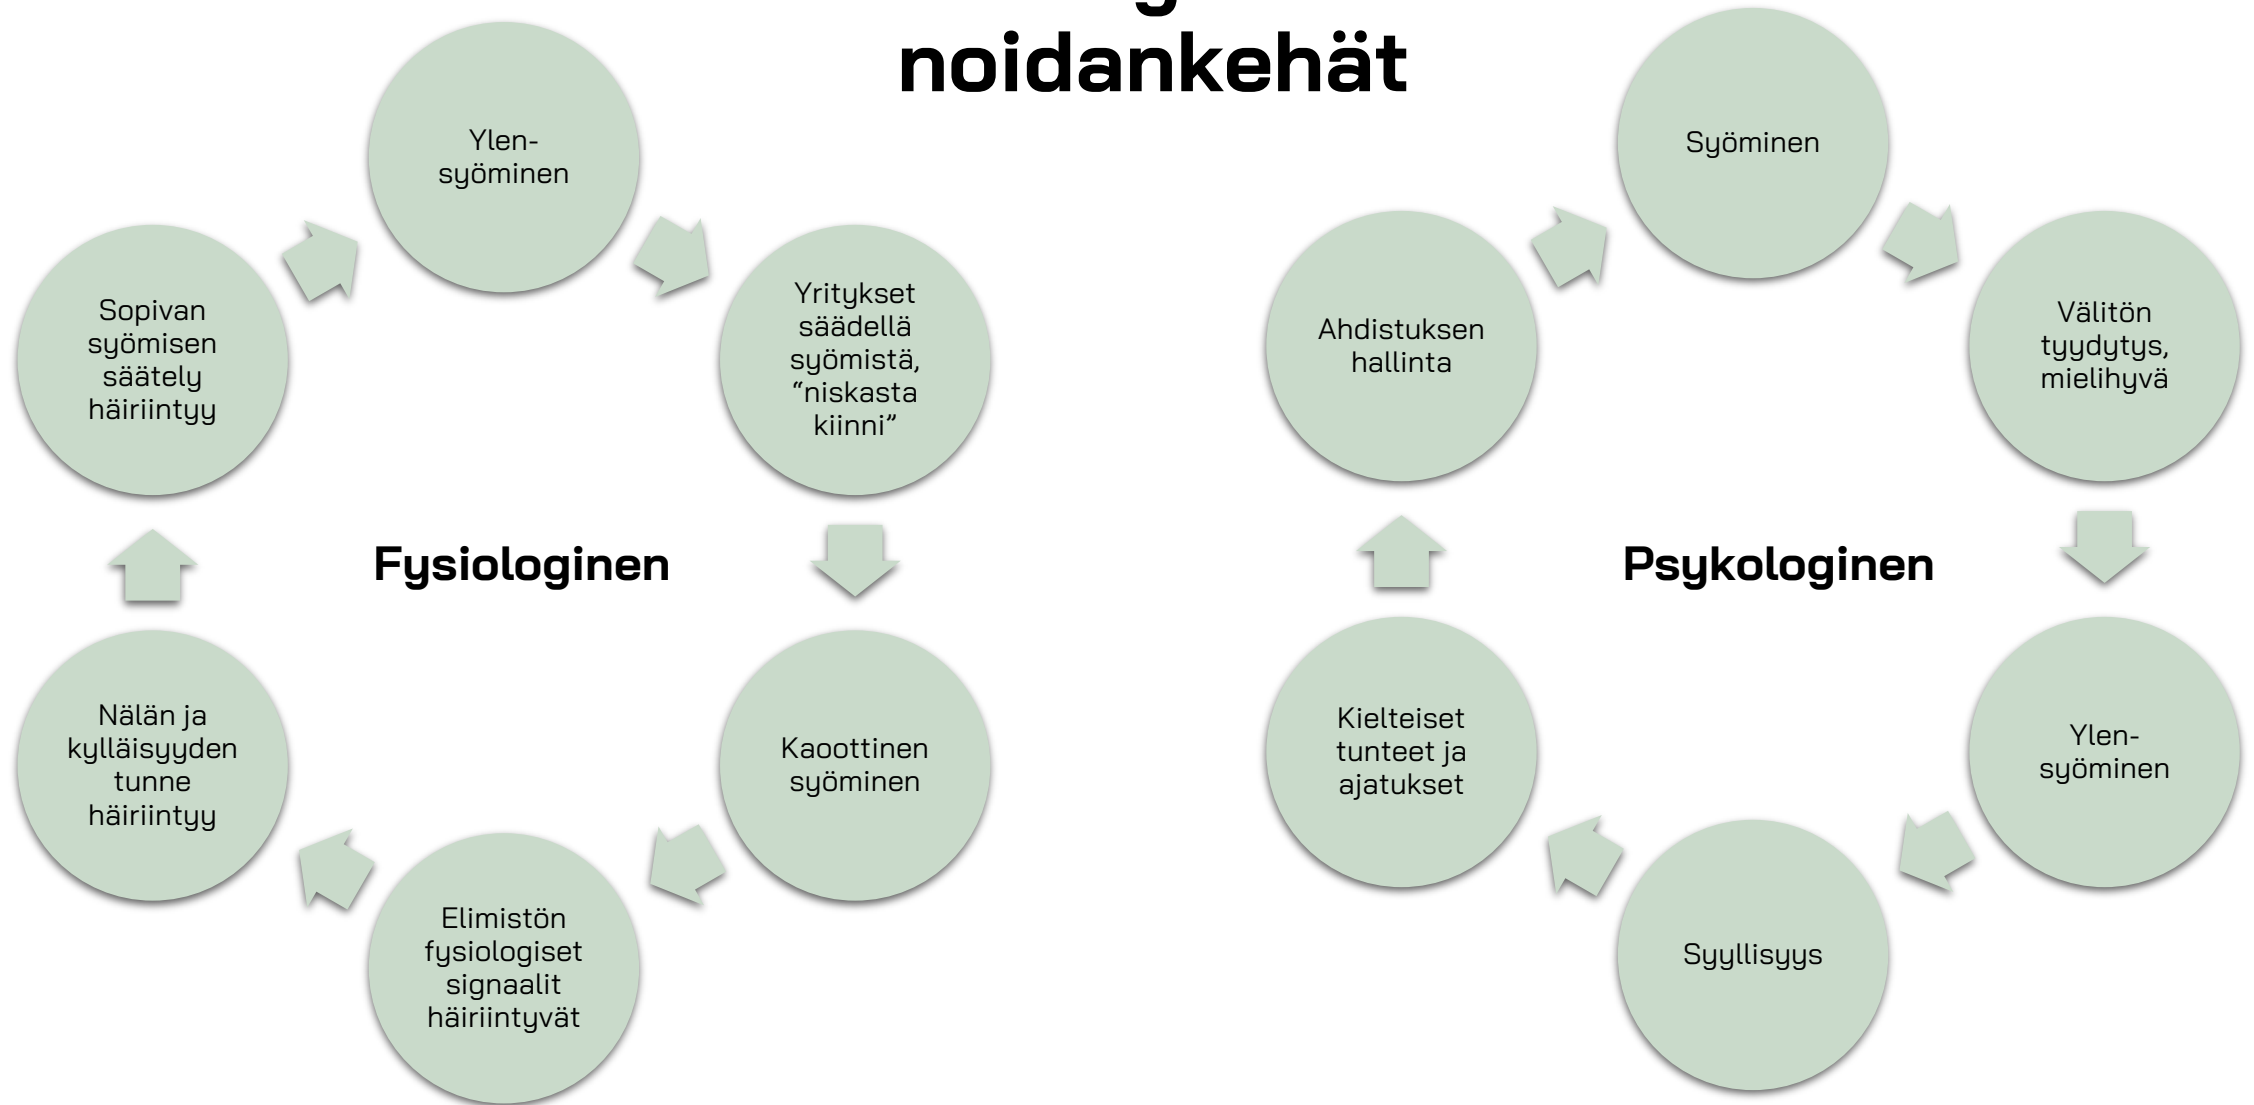 noidankehät
Ylen-
syöminen
Yritykset
säädellä
syömistä,
“niskasta
kiinni”
Kaoottinen
syöminen
Elimistön
fysiologiset
signaalit
häiriintyvät
Nälän ja
kylläisyyden
tunne
häiriintyy
Sopivan
syömisen
säätely
häiriintyy
Fysiologinen
Syöminen
Välitön
tyydytys,
mielihyvä
Ylen-
syöminen
Syyllisyys
Kielteiset
tunteet ja
ajatukset
Ahdistuksen
hallinta
Psykologinen